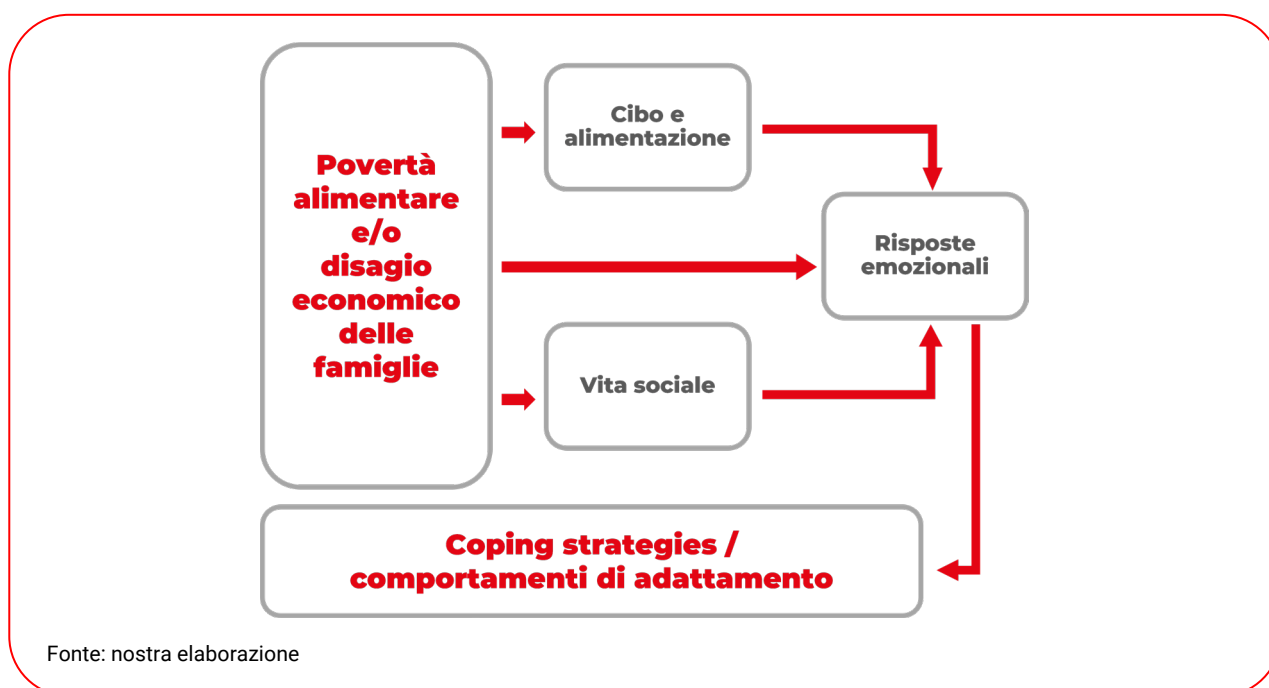 Povertà
alimentare
e/o
disagio
economico
delle
famiglie
Cibo e
alimentazione
Risposte
emozionali
Vita sociale
Coping strategies /
comportamenti di adattamento
Fonte: nostra elaborazione